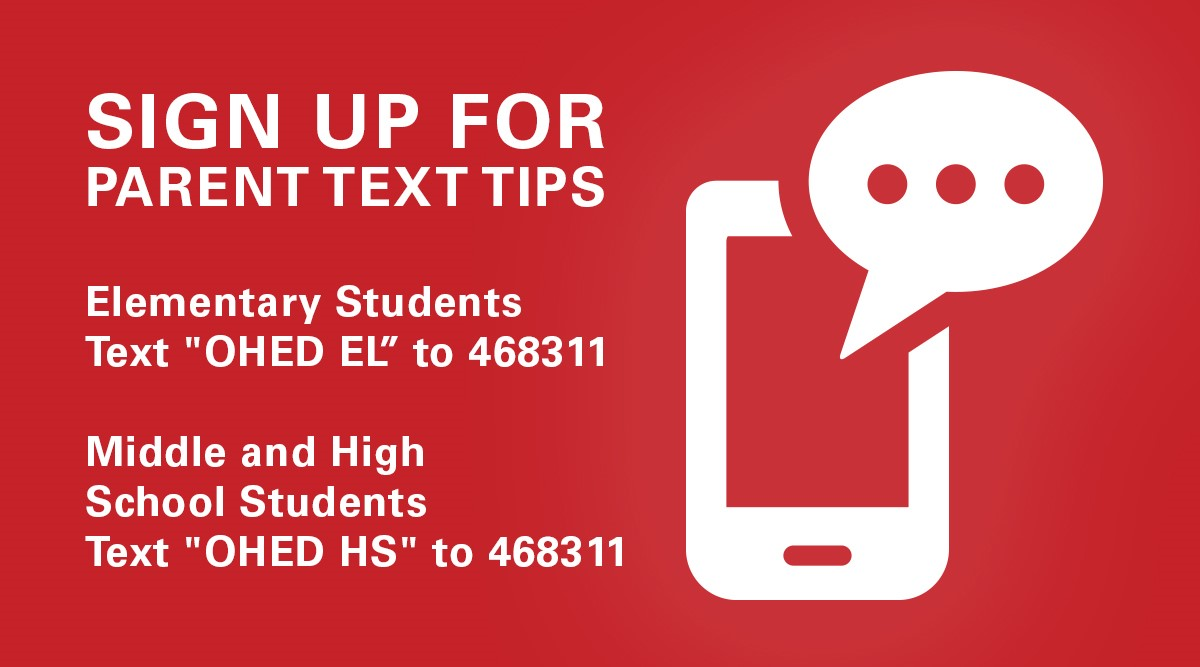 SIGN UP FOR
PARENT TEXT TIPS
Elementary Students
Text "OHED EL” to 468311
Middle and High
School Students
Text "OHED HS" to 468311